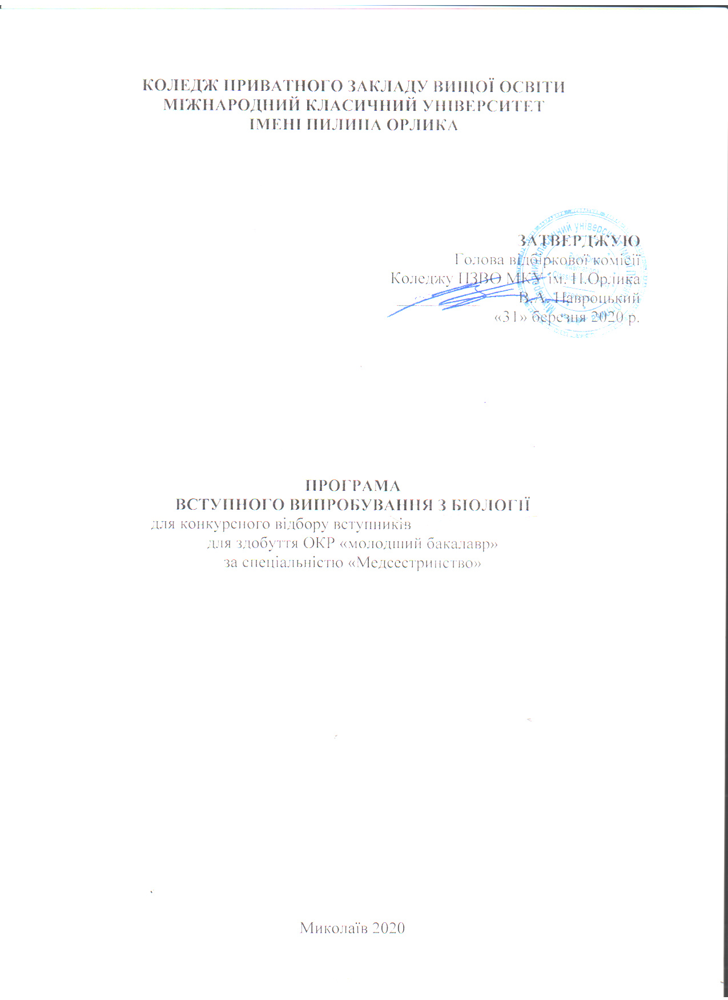 КОЛЕДЖ ПРИВАТНОГО ЗАКЛАДУ ВИЩОЇ ОСВІТИ
МІЖНАРОДНИЙ КЛАСИЧНИЙ УНІВЕРСИТЕТ
ІМЕНІ ПИЛИПА ОРЛИКА
ЗАТВЕРДЖУЮ
Голова відбіркової комісії
Коледжу ПЗВО МКУ ім. П.Орлика
В.А. Навроцький
«31» березня 2020 р.
ПРОГРАМА
ВСТУПНОГО ВИПРОБУВАННЯ З БІОЛОГІЇ
для конкурсного відбору вступників
для здобуття ОКР «молодший бакалавр»
за спеціальністю «Медсестринство»
Миколаїв 2020